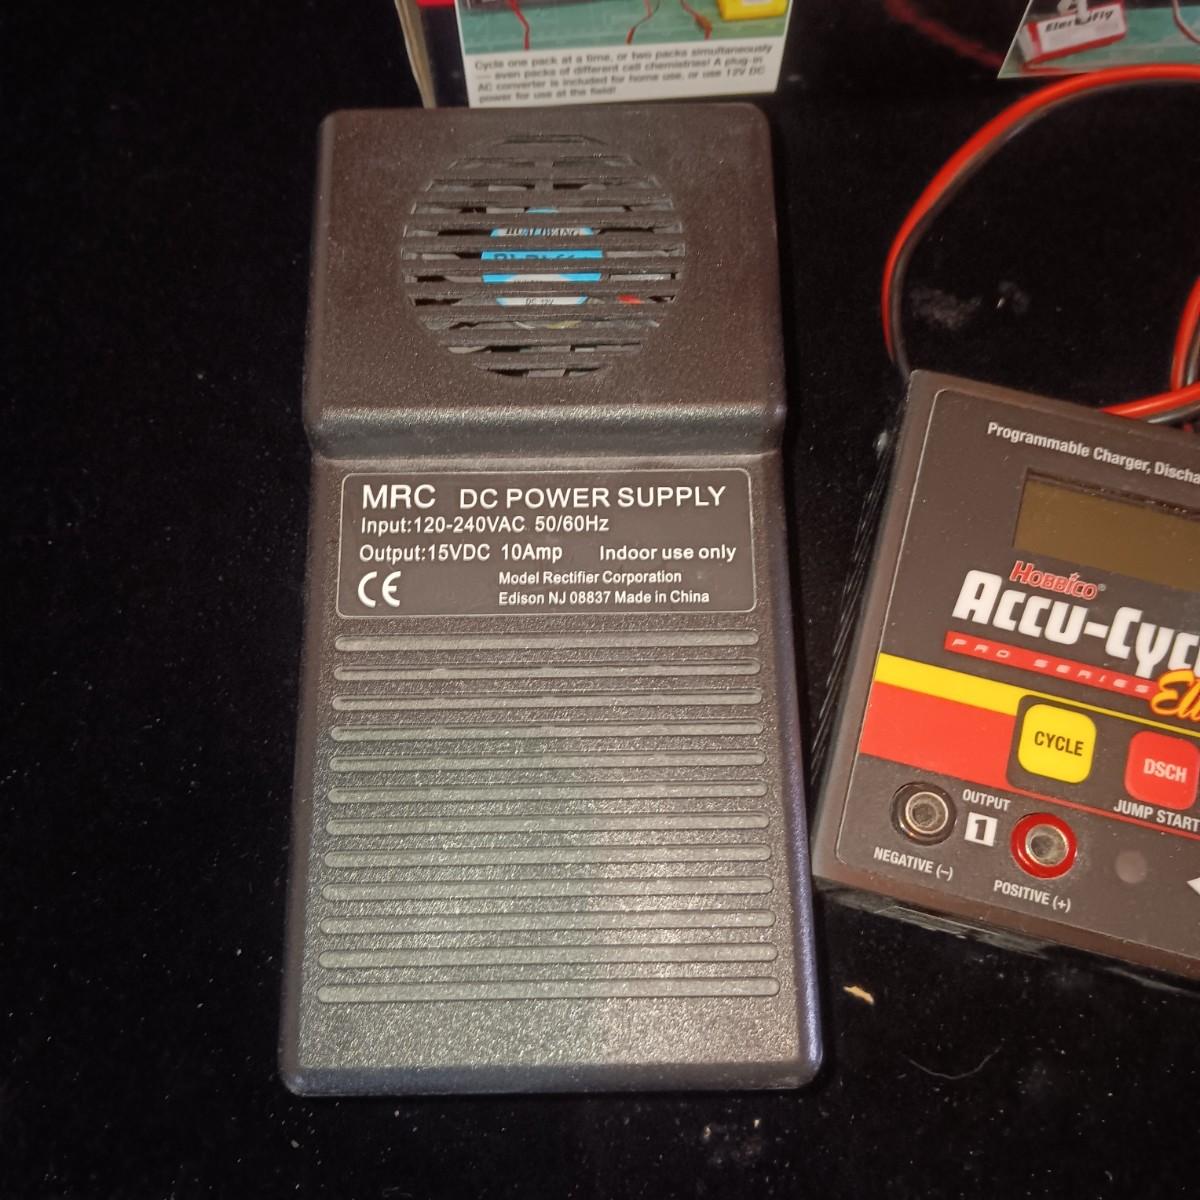 Cycle one pack at a time, or two packs simultaneously
— even packs of different cell chemistries! A plug-in
AC converter is included for home use, or use 12V DC
power for use at the field!
MRC DC POWER SUPPLY
Input:120-240VAC 50/60Hz
Output:15VDC 10Amp Indoor use only
CE
Model Rectifier Corporation
Edison NJ 08837 Made in China
DC 12V
Programmable Charger, Discha
HOBBICO®
ACCU-Cyc
PRO SERIES
El
CYCLE
DSCH
OUTPUT
1
JUMP START
NEGATIVE (–)
POSITIVE (+)